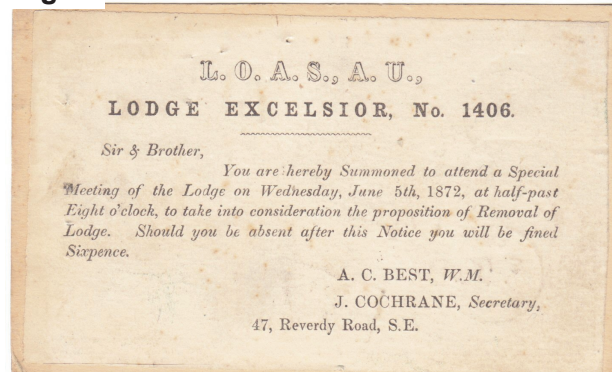 L. O. A. S., A. U.,
LODGE EXCELSIOR, No. 1406.
Sir & Brother,
You are hereby Summoned to attend a Special
Meeting of the Lodge on Wednesday, June 5th, 1872, at half-past
Eight o'clock, to take into consideration the proposition of Removal of
Lodge. Should you be absent after this Notice you will be fined
Sixpence.
A. C. BEST, W.M.
J. COCHRANE, Secretary,
47, Reverdy Road, S.E.